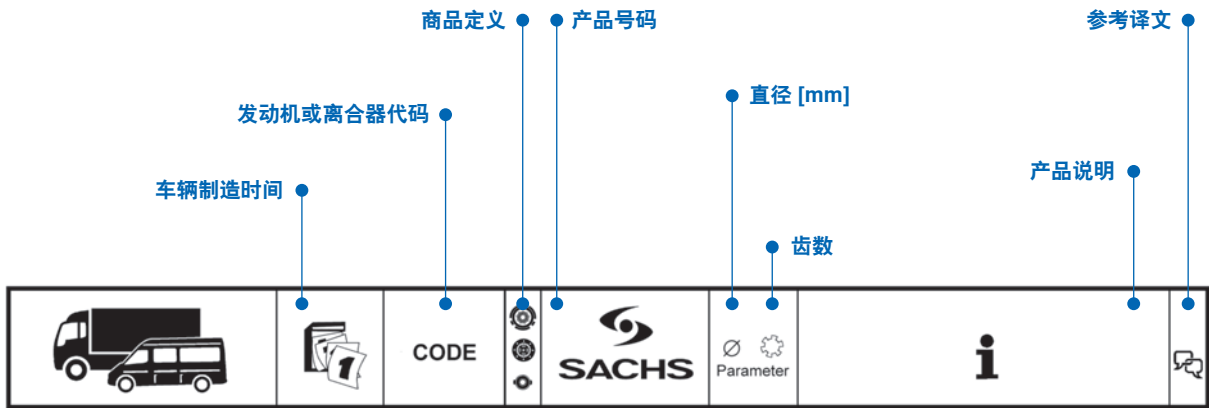 商品定义
产品号码
参考译文
直径 [mm]
发动机或离合器代码
产品说明
车辆制造时间
齿数
1
CODE
SACHS
Ø
Parameter
i